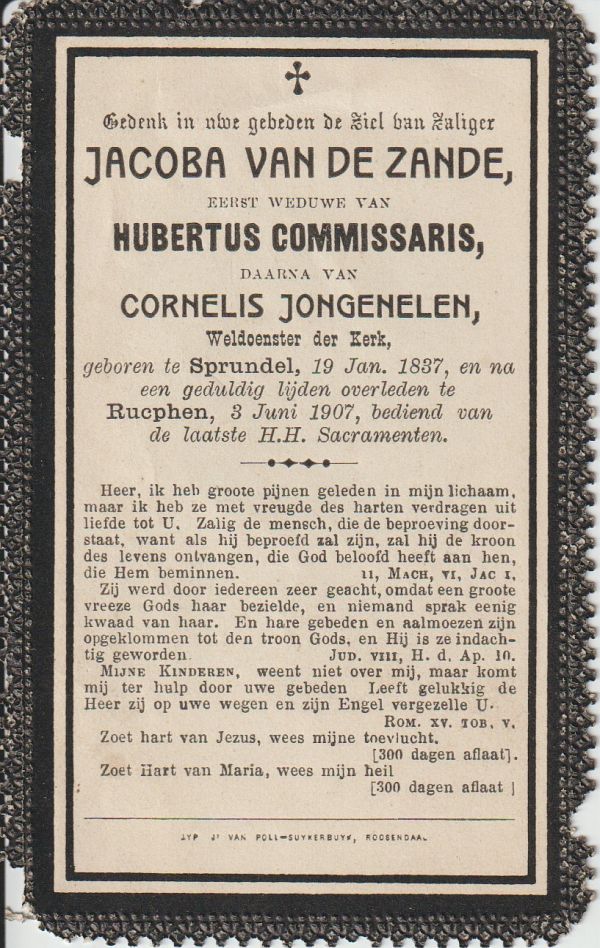 Gedenk in uwe gebeden de Ziel van Zaliger
JACOBA VAN DE ZANDE,
EERST WEDUWE VAN
HUBERTUS COMMISSARIS,
DAARNA VAN
CORNELIS JONGENELEN,
Weldoenster der Kerk,
geboren te Sprundel, 19 Jan. 1837, en na
een geduldig lijden overleden te
Rucphen, 3 Juni 1907, bediend van
de laatste H.H. Sacramenten.
Heer, ik heb groote pijnen geleden in mijn lichaam,
maar ik heb ze met vreugde des harten verdragen uit
liefde tot U. Zalig de mensch, die de beproeving door-
staat, want als hij beproefd zal zijn, zal hij de kroon
des levens ontvangen, die God beloofd heeft aan hen,
die Hem beminnen. 11, MACH, VI, JAC I,
Zij werd door iedereen zeer geacht, omdat een groote
vreeze Gods haar bezielde, en niemand sprak eenig
kwaad van haar. En hare gebeden en aalmoezen zijn
opgeklommen tot den troon Gods, en Hij is ze indach-
tig geworden. JUD. VIII, H. d, Ap. 10.
MIJNE KINDEREN, weent niet over mij, maar komt
mij ter hulp door uwe gebeden Leeft gelukkig de
Heer zij op uwe wegen en zijn Engel vergezelle U.
ROM. XV. TOB, V.
Zoet hart van Jezus, wees mijne toevlucht.
[300 dagen aflaat].
Zoet Hart van Maria, wees mijn heil
[300 dagen aflaat ]
TYP J. VAN POLL-SUYKERBUYK, ROOSENDAAL